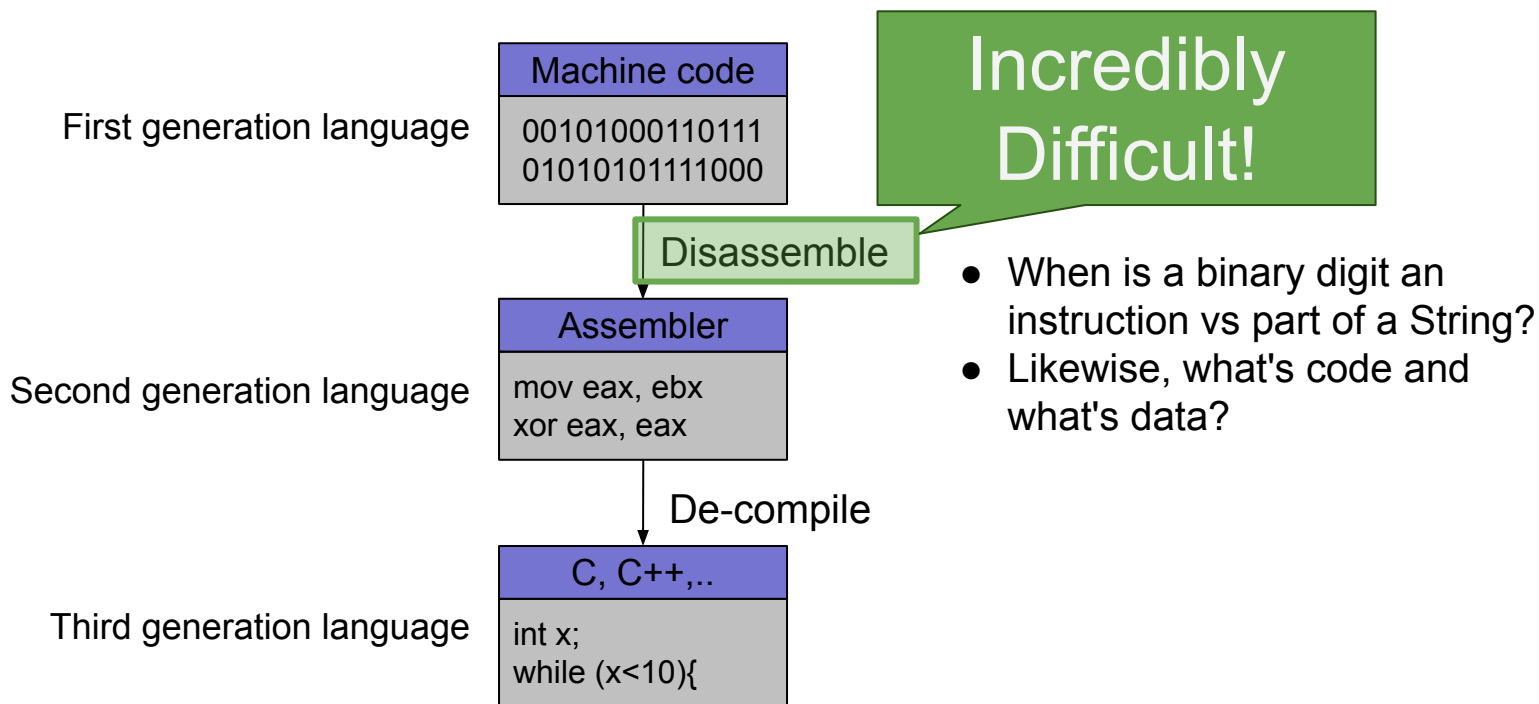 Incredibly
Difficult!
Machine code
First generation language
00101000110111
01010101111000
Disassemble
● When is a binary digit an
instruction vs part of a String?
● Likewise, what's code and
what's data?
Assembler
Second generation language
mov eax, ebx
xor eax, eax
De-compile
C, C++,..
Third generation language
int x;
while (x<10){